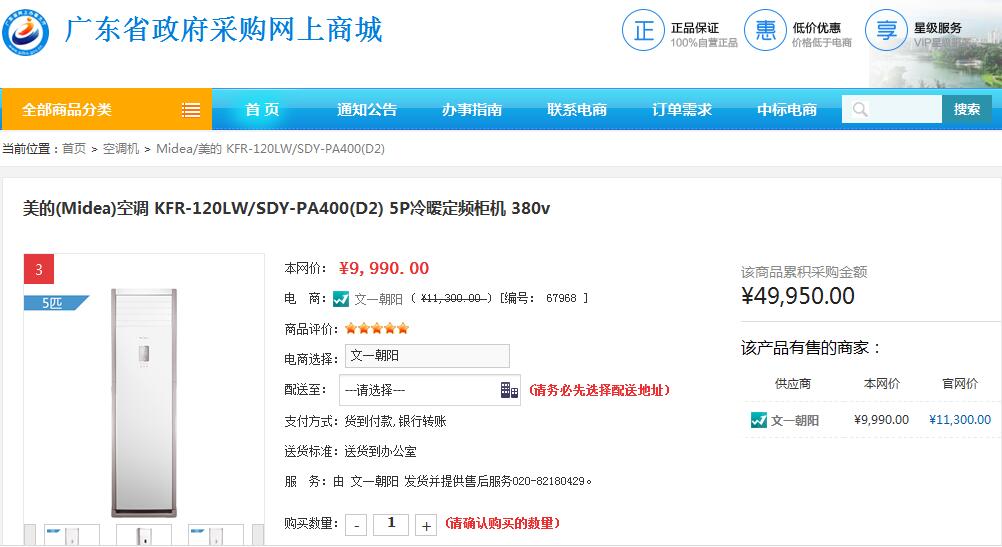 广东省政府采购网上商城
正 正品保证 100%自营正品
惠 低价优惠 价格低于电商
享 星级服务 VIP星级服务
全部商品分类 首 页 通知公告 办事指南 联系电商 订单需求 中标电商 搜索
当前位置：首页 > 空调机 > Midea/美的 KFR-120LW/SDY-PA400(D2)
美的(Midea)空调 KFR-120LW/SDY-PA400(D2) 5P冷暖定频柜机 380v
3
5匹
本网价： ¥9,990.00
电 商： 文一朝阳 ( ¥11,300.00 ) [编号： 67968 ]
商品评价：
电商选择： 文一朝阳
配送至： ---请选择--- (请务必先选择配送地址)
支付方式：货到付款,银行转账
送货标准：送货到办公室
服 务：由 文一朝阳 发货并提供售后服务020-82180429。
购买数量： - 1 + (请确认购买的数量)
该商品累积采购金额
¥49,950.00
该产品有售的商家：
供应商 本网价 官网价
文一朝阳 ¥9,990.00 ¥11,300.00